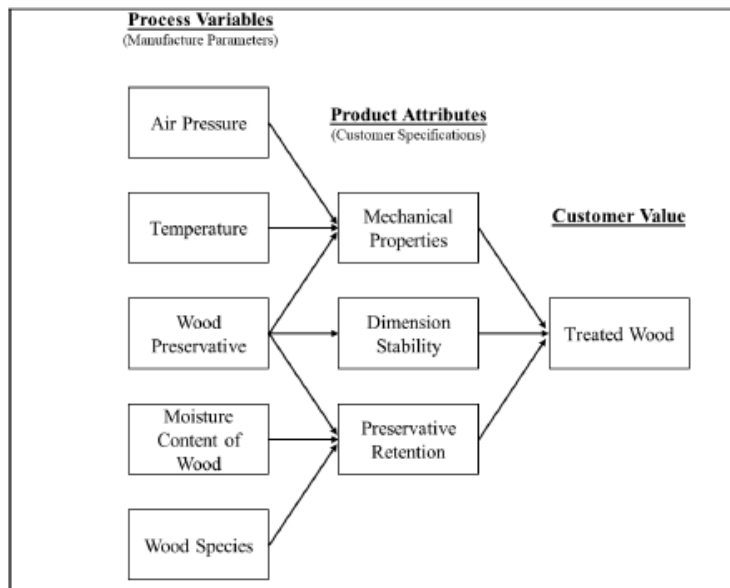 Process Variables
(Manufacture Parameters)
Air Pressure
Product Attributes
(Customer Specifications)
Temperature
Mechanical
Properties
Customer Value
Wood
Preservative
Dimension
Stability
Treated Wood
Moisture
Content of
Wood
Preservative
Retention
Wood Species